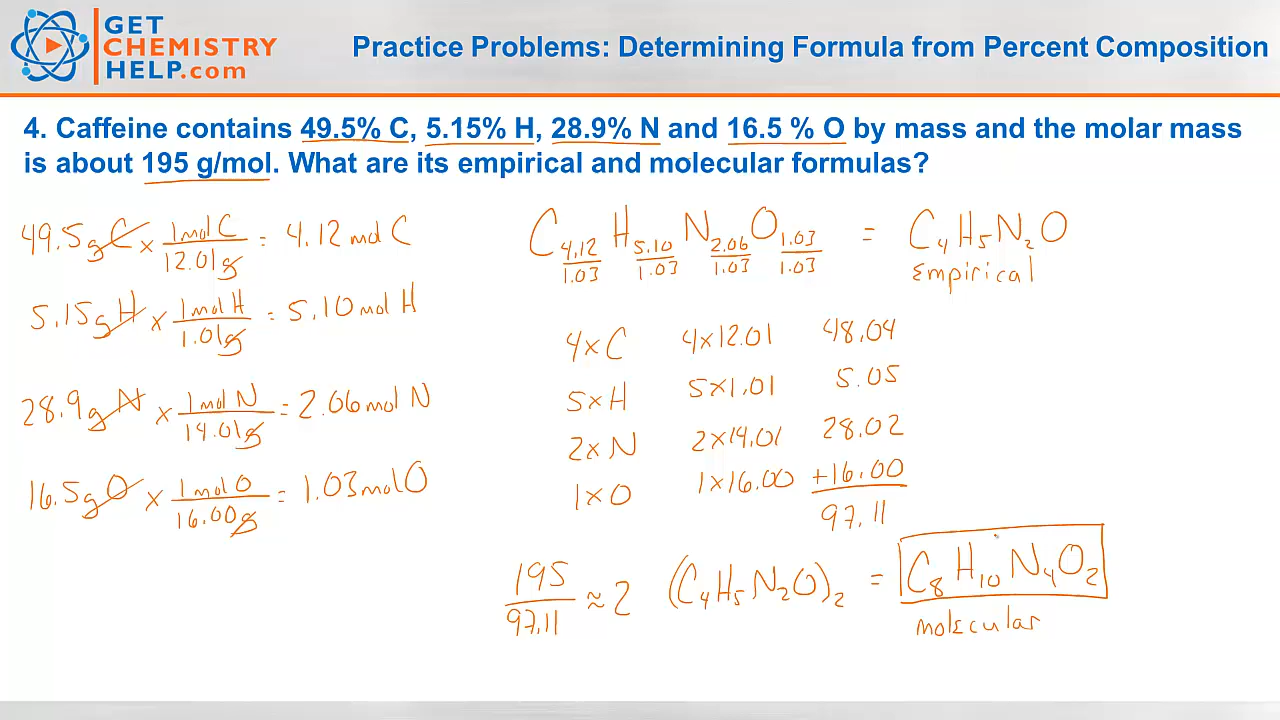 GET
CHEMISTRY
HELP.com
Practice Problems: Determining Formula from Percent Composition
4. Caffeine contains 49.5% C, 5.15% H, 28.9% N and 16.5 % O by mass and the molar mass
is about 195 g/mol. What are its empirical and molecular formulas?
49.5g C × 1mol C / 12.01g = 4.12 mol C
5.15g H × 1mol H / 1.01g = 5.10 mol H
28.9g N × 1mol N / 14.01g = 2.06 mol N
16.5g O × 1mol O / 16.00g = 1.03 mol O
C 4.12/1.03 H 5.10/1.03 N 2.06/1.03 O 1.03/1.03 = C4H5N2O
Empirical
4×C 4×12.01 48.04
5×H 5×1.01 5.05
2×N 2×14.01 28.02
1×O 1×16.00 +16.00
97.11
195 / 97.11 ≈ 2 (C4H5N2O)2 = C8H10N4O2
molecular